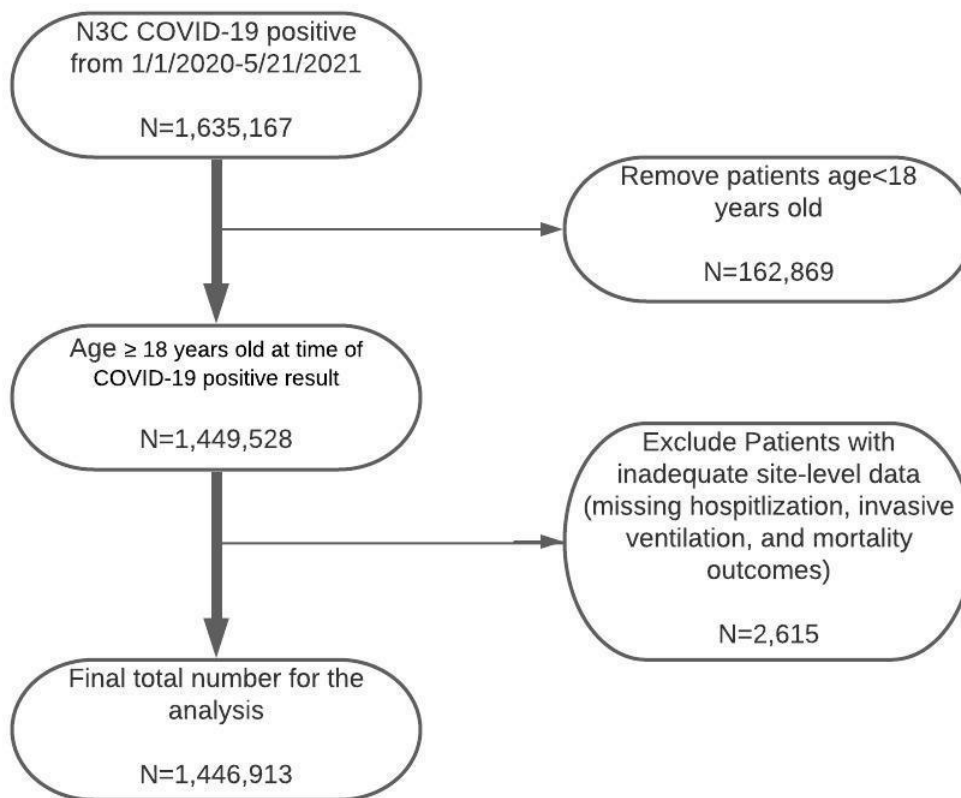 N3C COVID-19 positive
from 1/1/2020-5/21/2021
N=1,635,167
Remove patients age<18
years old
N=162,869
Age ≥ 18 years old at time of
COVID-19 positive result
N=1,449,528
Exclude Patients with
inadequate site-level data
(missing hospitlization, invasive
ventilation, and mortality
outcomes)
N=2,615
Final total number for the
analysis
N=1,446,913